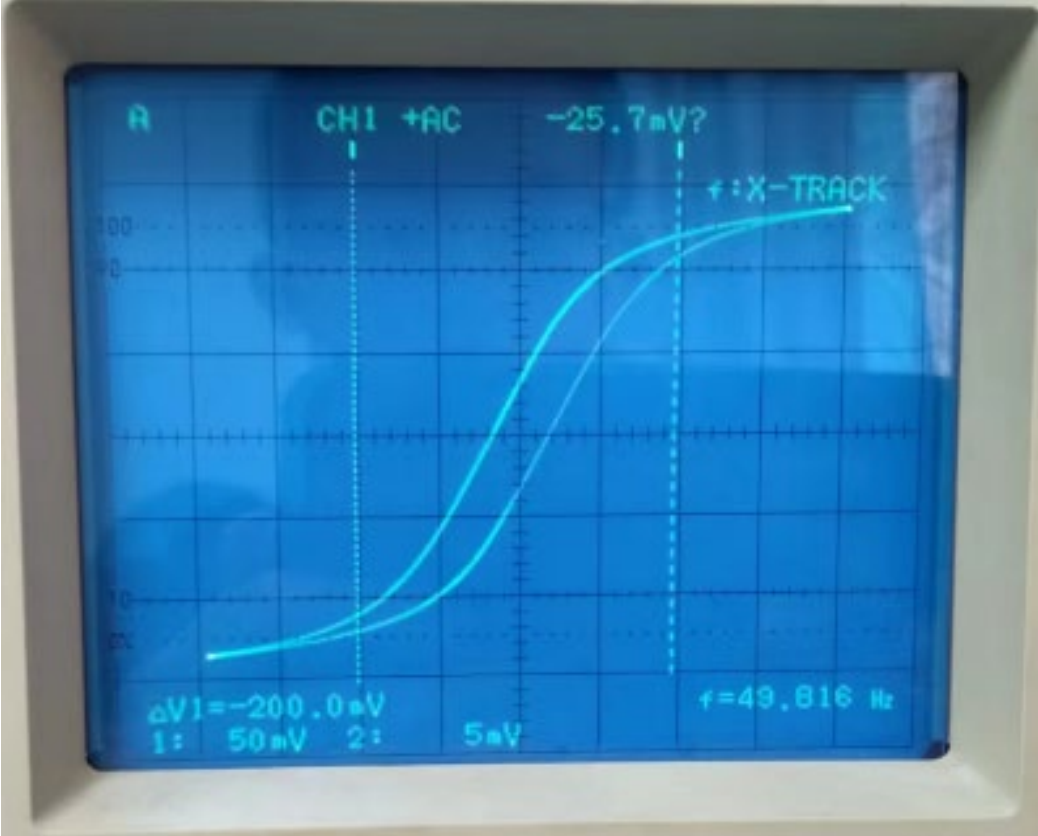 A CH1 +AC -25.7mV?
f:X-TRACK
100
90
10
0%
ΔV1=-200.0mV f=49.816 Hz
1: 50mV 2: 5mV